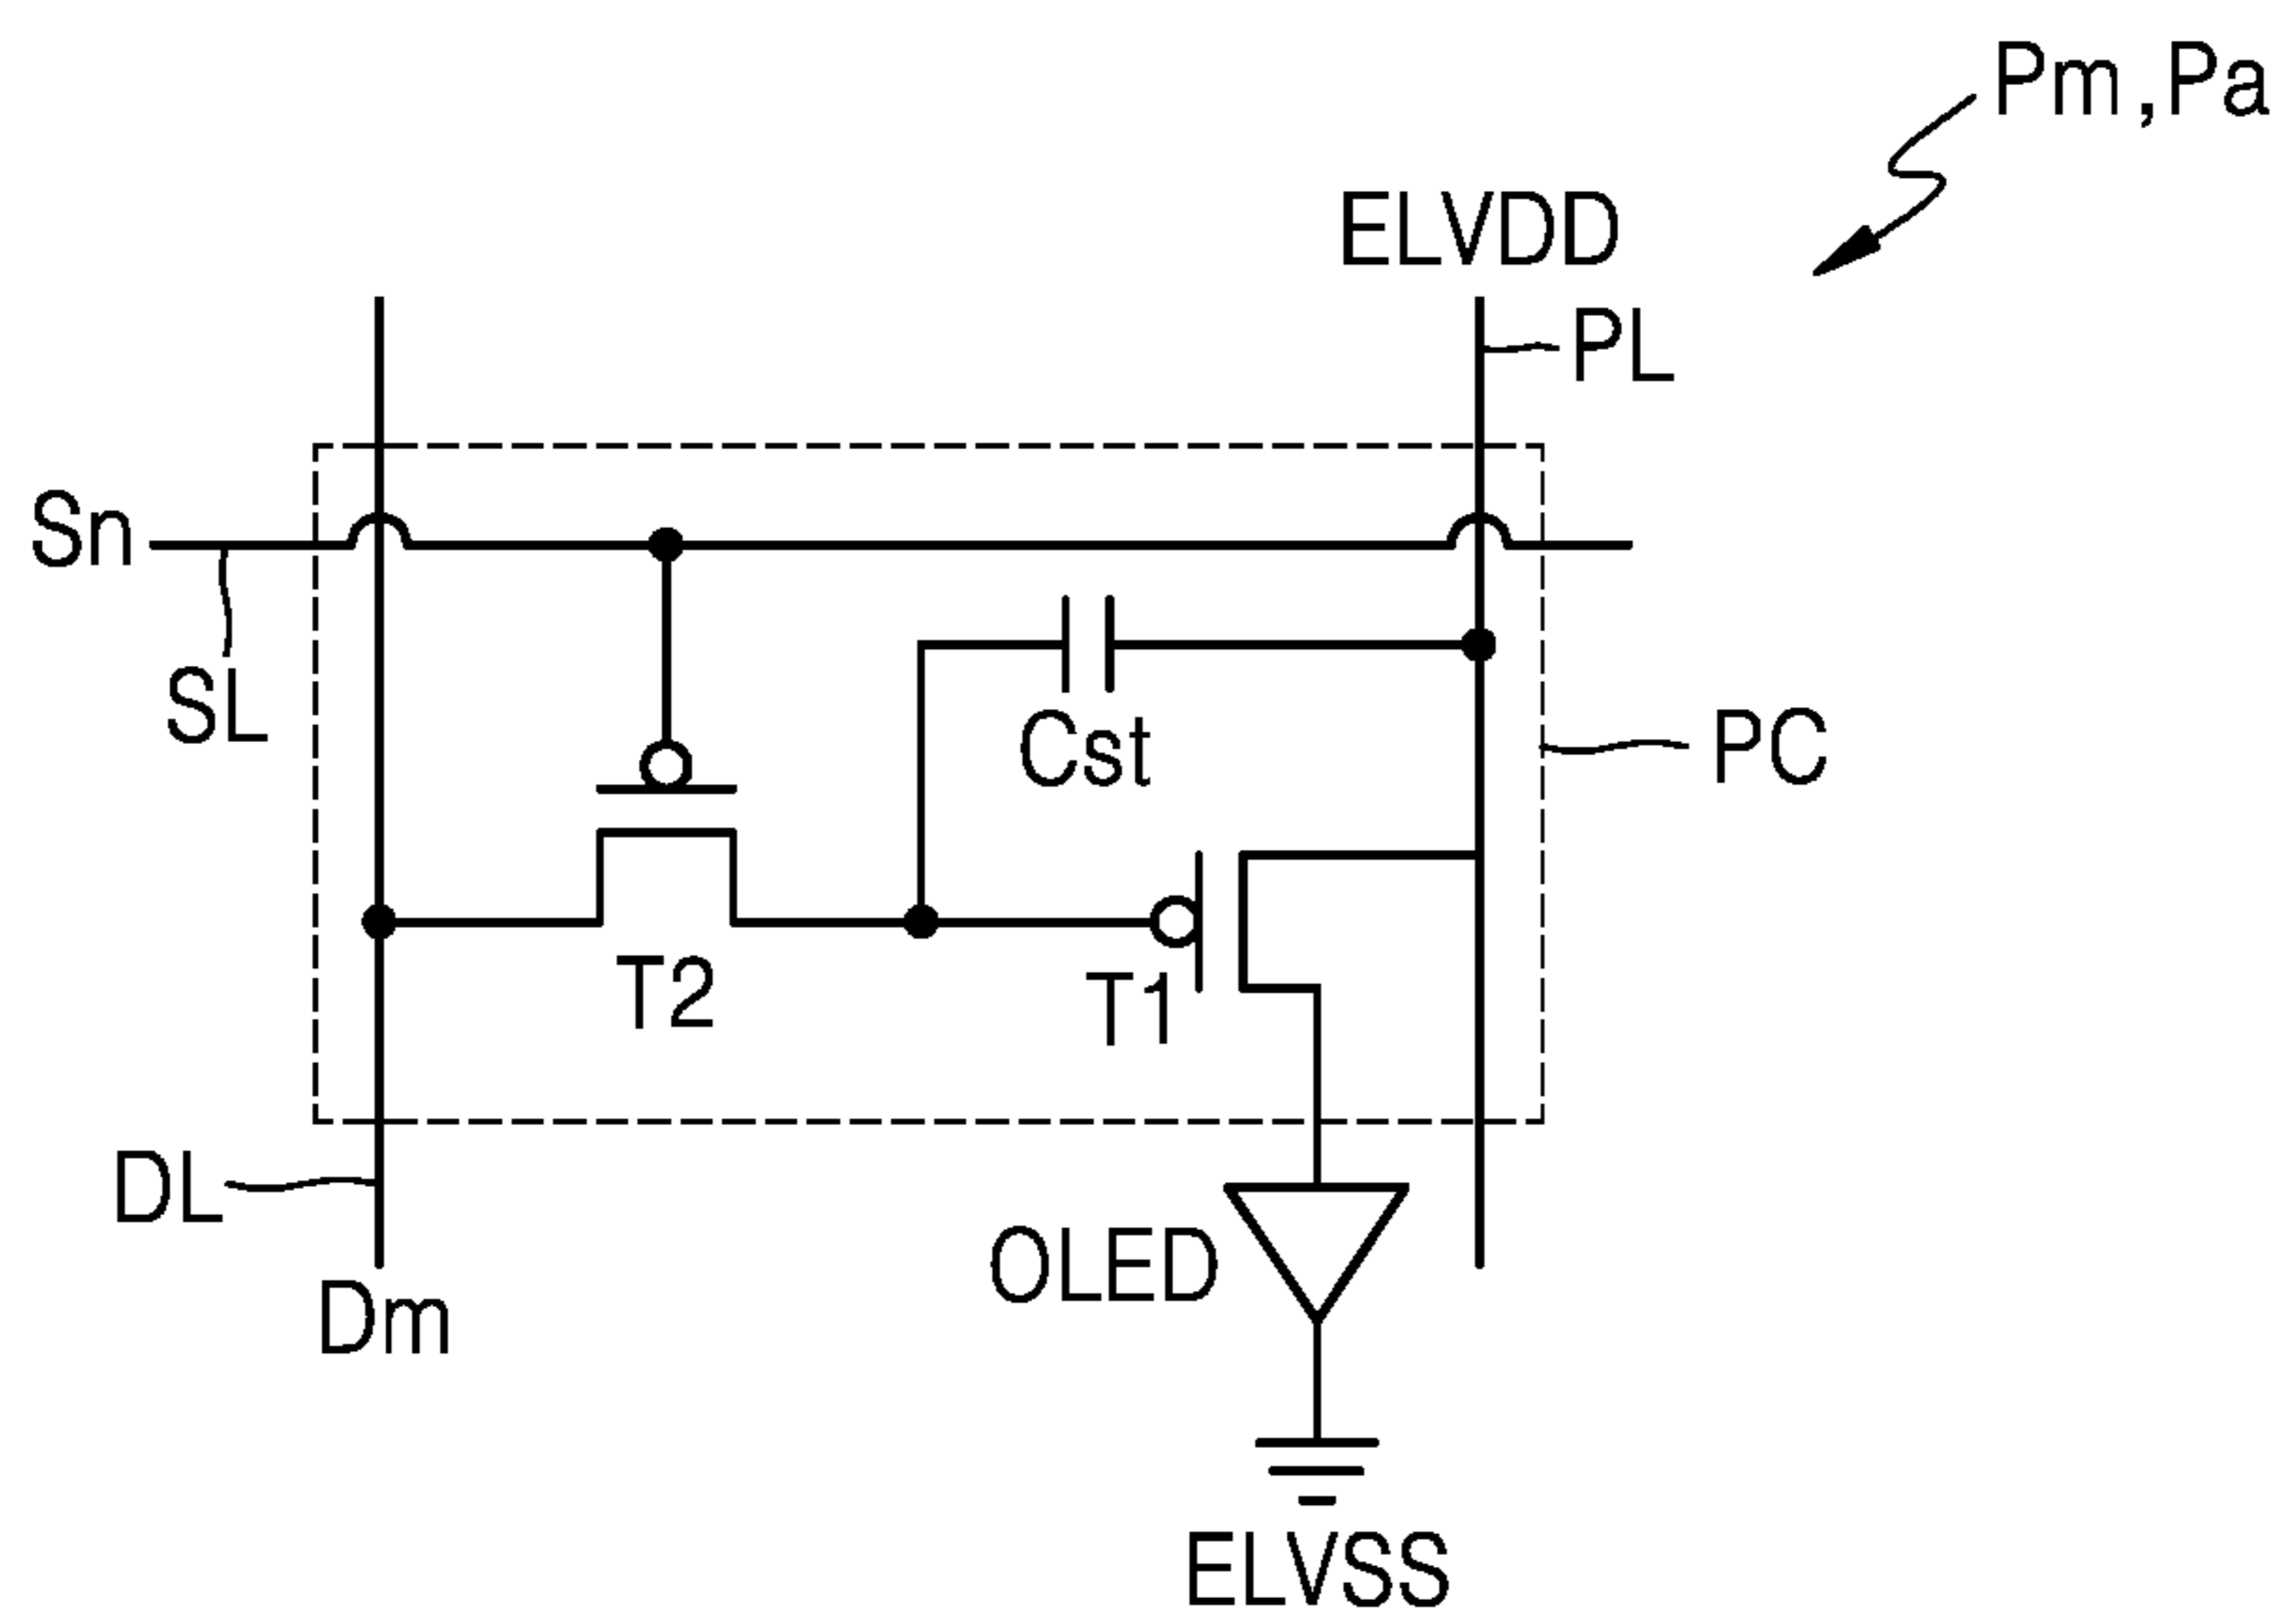 Pm,Pa
ELVDD
PL
Sn
SL
Cst
PC
T2
T1
DL
OLED
Dm
ELVSS